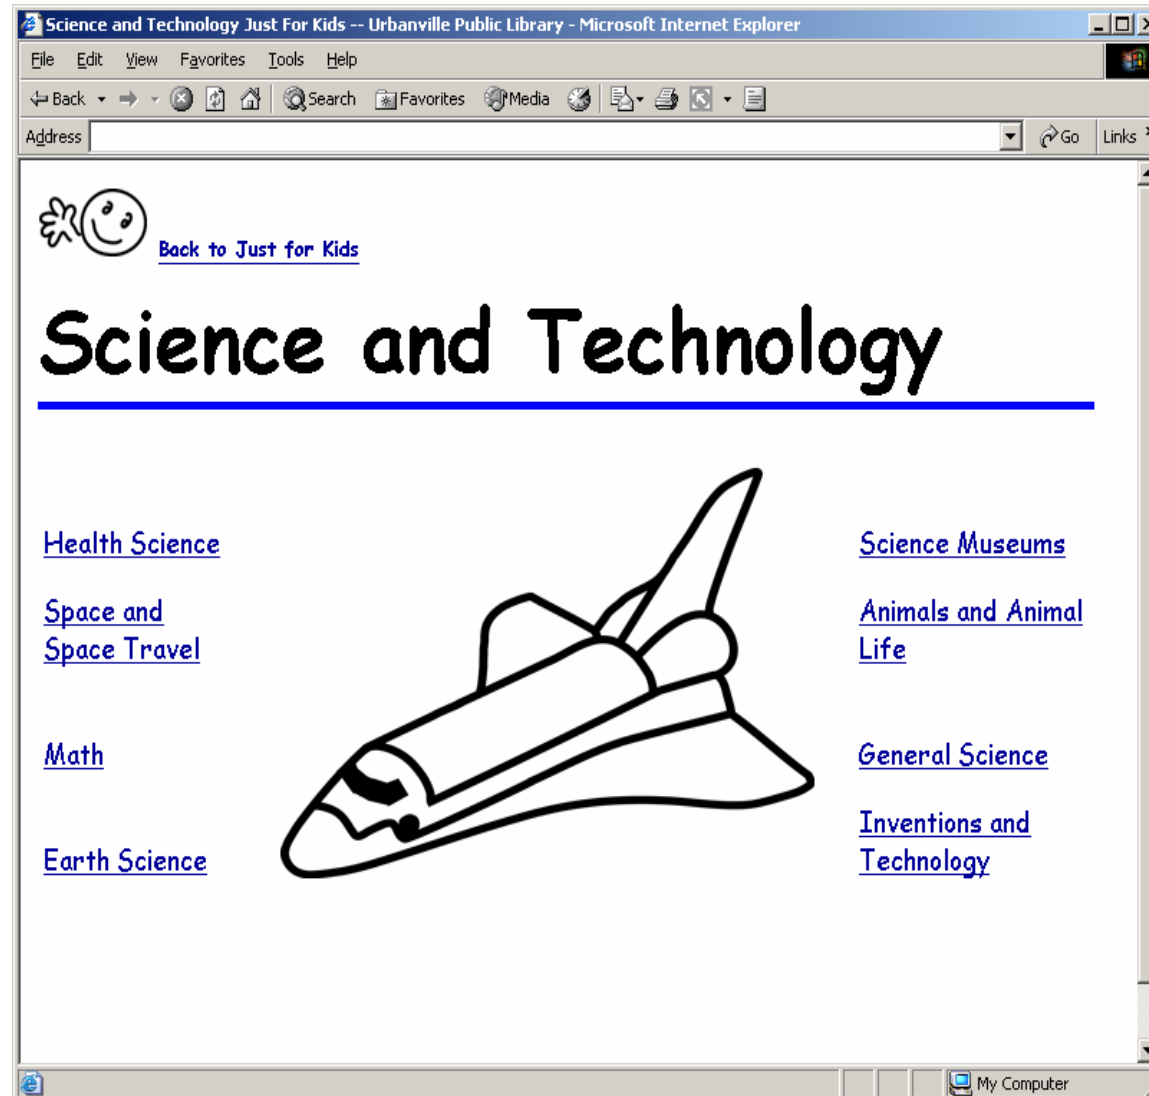 Science and Technology Just For Kids -- Urbanville Public Library - Microsoft Internet Explorer
File Edit View Favorites Tools Help
Back Search Favorites Media
Address Go Links
Back to Just for Kids
Science and Technology
Health Science
Science Museums
Space and
Space Travel
Animals and Animal
Life
Math
General Science
Earth Science
Inventions and
Technology
My Computer